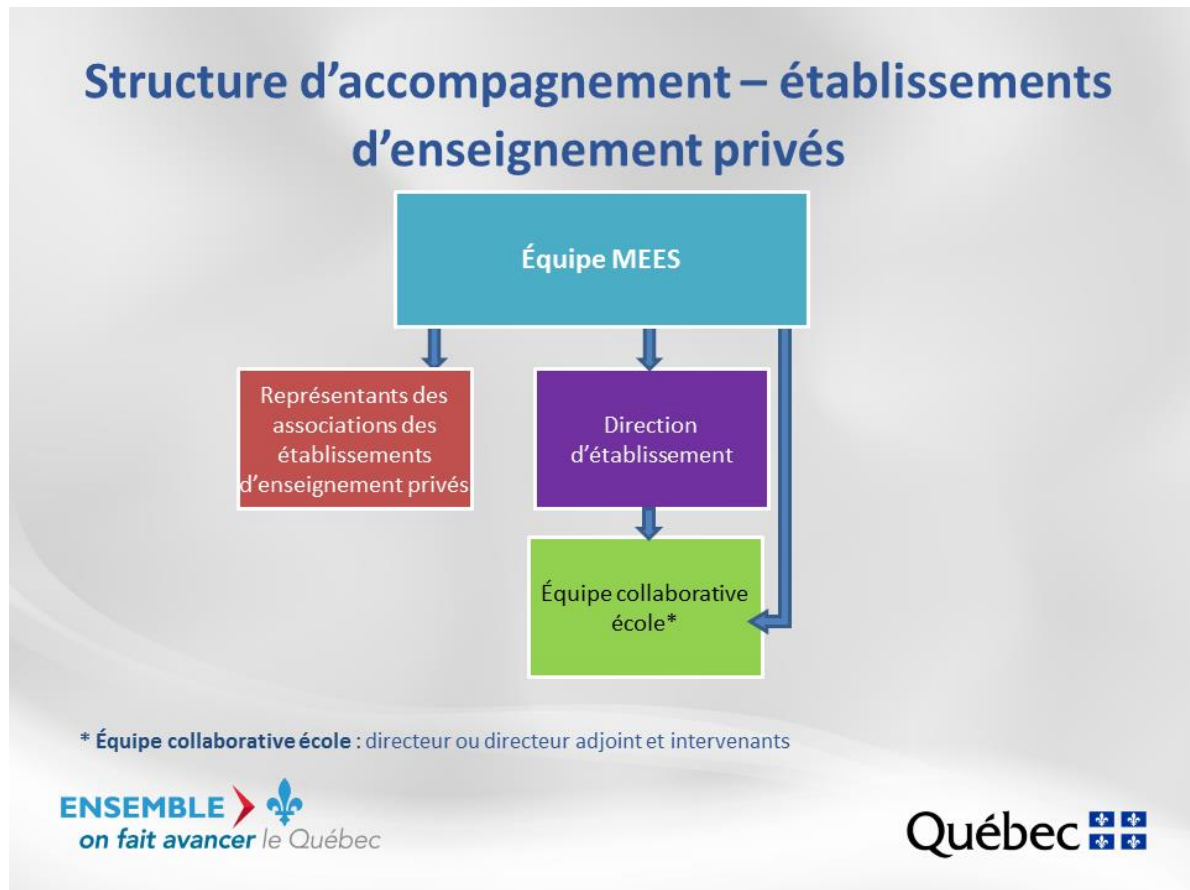 Structure d'accompagnement – établissements
d'enseignement privés
Équipe MEES
Représentants des
associations des
établissements
d'enseignement privés
Direction
d'établissement
Équipe collaborative
école*
* Équipe collaborative école : directeur ou directeur adjoint et intervenants
ENSEMBLE
on fait avancer le Québec
Québec